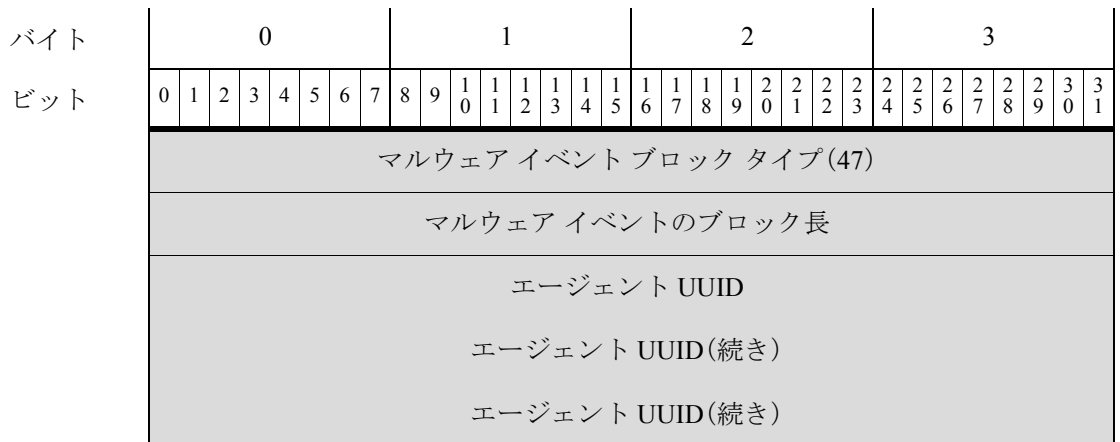 バイト 0 1 2 3
ビット 0 1 2 3 4 5 6 7 8 9 10 11 12 13 14 15 16 17 18 19 20 21 22 23 24 25 26 27 28 29 30 31
マルウェア イベント ブロック タイプ(47)
マルウェア イベントのブロック長
エージェント UUID
エージェント UUID(続き)
エージェント UUID(続き)